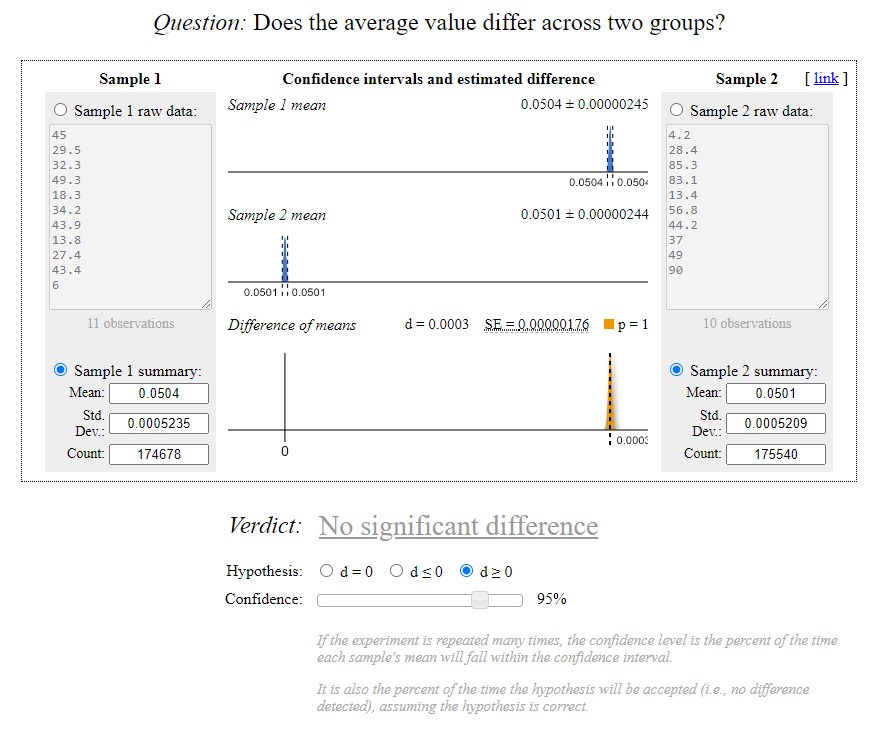 Question: Does the average value differ across two groups?
Sample 1
Confidence intervals and estimated difference
Sample 2 [ link ]
Sample 1 raw data:
45
29.5
32.3
49.3
18.3
34.2
43.9
13.8
27.4
43.4
6
11 observations
Sample 1 summary:
Mean: 0.0504
Std.
Dev.: 0.0005235
Count: 174678
Sample 1 mean 0.0504 ± 0.00000245
0.0504 0.0504
Sample 2 mean 0.0501 ± 0.00000244
0.0501 0.0501
Difference of means d = 0.0003 SE = 0.00000176 p = 1
0.0003
0
Sample 2 raw data:
4.2
28.4
85.3
83.1
13.4
56.8
44.2
37
49
90
10 observations
Sample 2 summary:
Mean: 0.0501
Std.
Dev.: 0.0005209
Count: 175540
Verdict: No significant difference
Hypothesis: d = 0 d ≤ 0 d ≥ 0
Confidence: 95%
If the experiment is repeated many times, the confidence level is the percent of the time
each sample's mean will fall within the confidence interval.
It is also the percent of the time the hypothesis will be accepted (i.e., no difference
detected), assuming the hypothesis is correct.